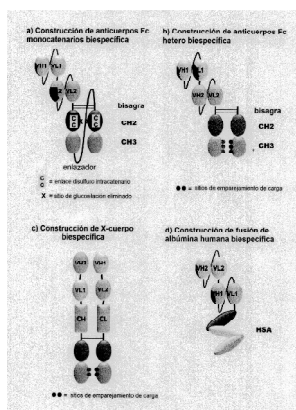 a) Construcción de anticuerpos Fc
monocatenarios biespecífica
VH1 VL1
VL2
bisagra
CH2
CH3
C
C
C
C
enlazador
C
C = enlace disulfuro intracatenario
X = sitio de glucosilación eliminado
b) Construcción de anticuerpos Fc
hetero biespecífica
VH1 VL1
VH2 VL2
bisagra
CH2
CH3
●● = sitios de emparejamiento de carga
c) Construcción de X-cuerpo
biespecífica
VH1 VH1
VL1 VL2
CH CL
●● = sitios de emparejamiento de carga
d) Construcción de fusión de
albúmina humana biespecífica
VH2 VL2
VH1 VL1
HSA